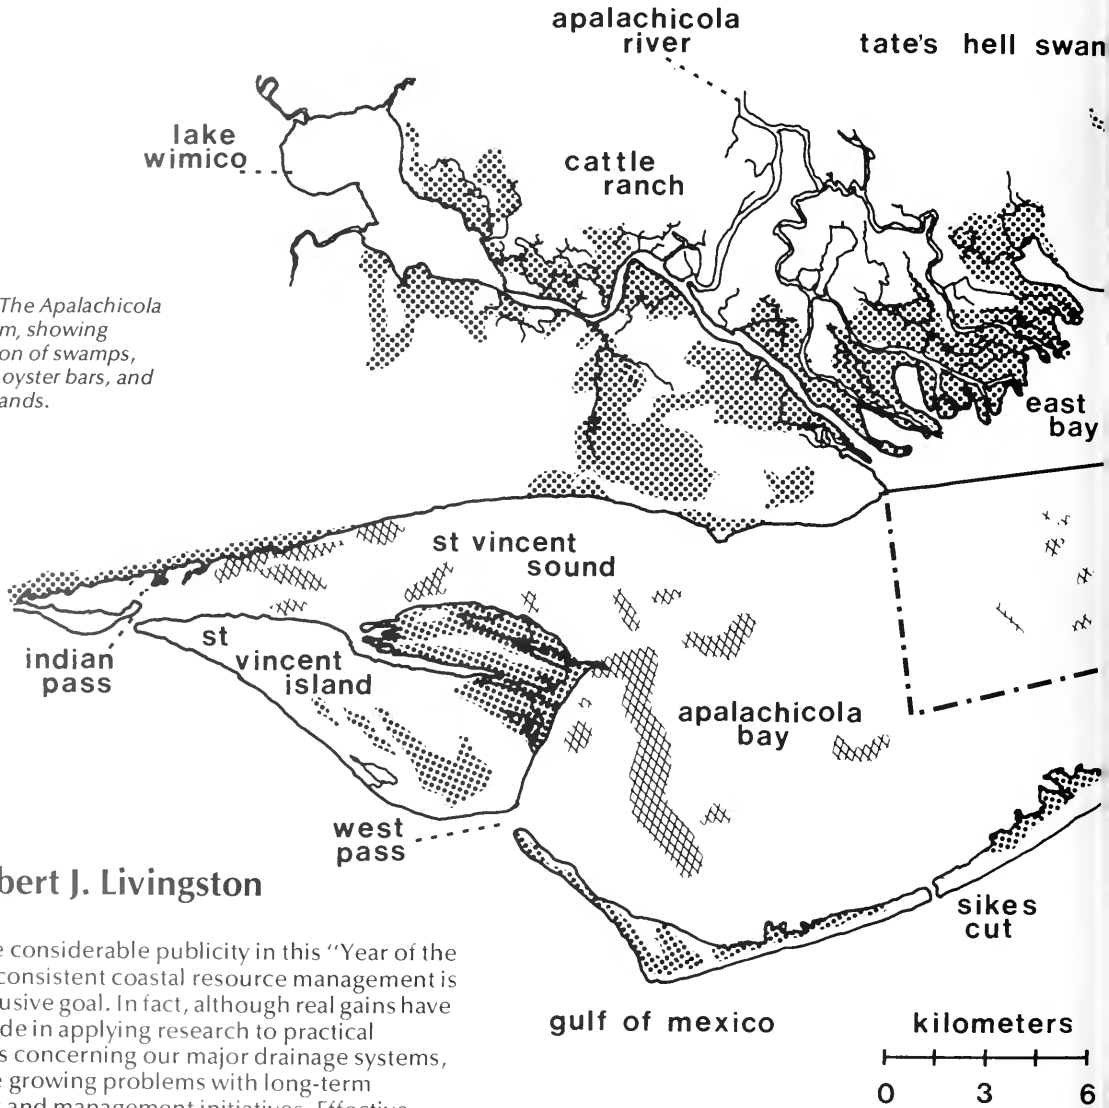 apalachicola
river
tate's hell swan
lake
wimico
cattle
ranch
The Apalachicola
m, showing
on of swamps,
oyster bars, and
ands.
east
bay
st vincent
sound
st
vincent
island
indian
pass
apalachicola
bay
west
pass
bert J. Livingston
sikes
cut
e considerable publicity in this "Year of the
consistent coastal resource management is
usive goal. In fact, although real gains have
de in applying research to practical
s concerning our major drainage systems,
e growing problems with long-term
and management initiatives. Effective
gulf of mexico
kilometers
0 3 6